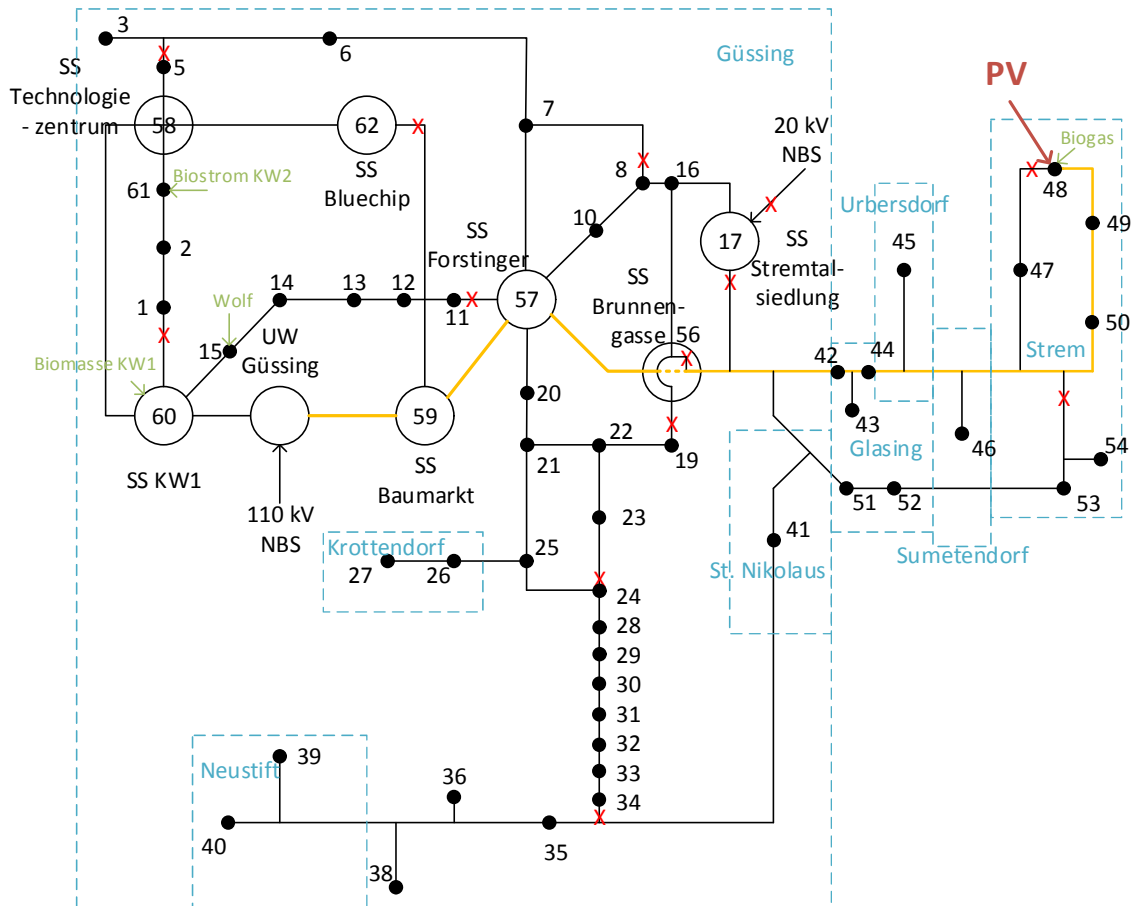 3
6
Güssing
SS
Technologie
- zentrum
5
58
62
SS
Bluechip
7
8
16
20 kV
NBS
PV
Biogas
48
61
Biostrom KW2
2
10
SS
Forstinger
17
SS
Stremtal-
siedlung
Urbersdorf
45
49
47
1
14
13
12
11
57
SS
Brunnen-
gasse
56
50
Strem
Wolf
15
UW
Güssing
Biomasse KW1
60
59
20
42
44
43
Glasing
46
SS KW1
SS
Baumarkt
110 kV
NBS
21
22
19
54
53
51
52
23
Krottendorf
27
26
25
41
St. Nikolaus
Sumetendorf
24
28
29
30
31
32
33
34
Neustift
39
36
40
35
38